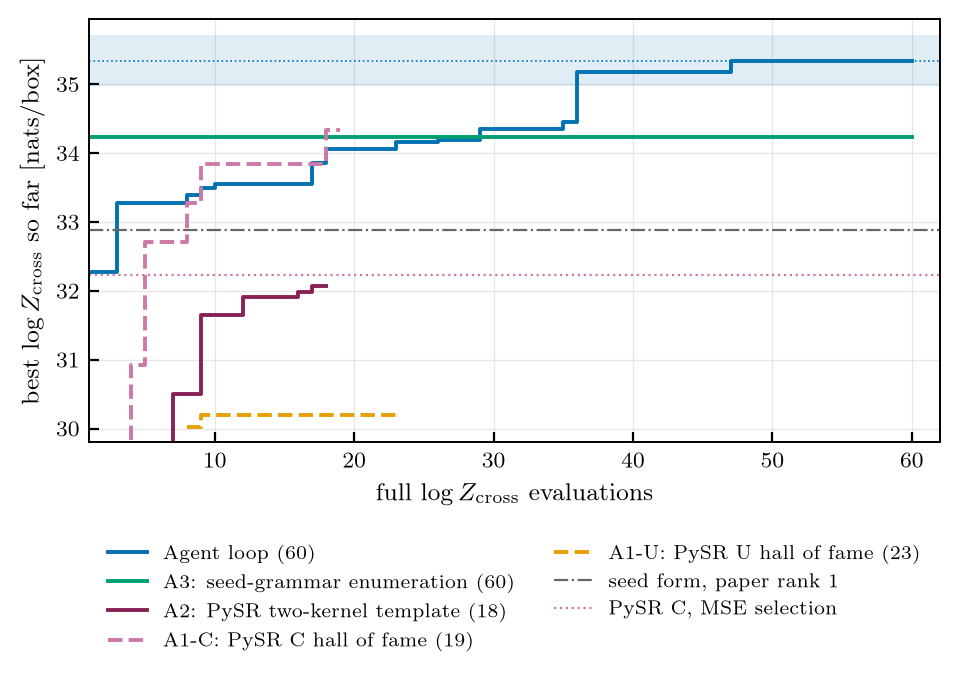 best log Z_cross so far [nats/box]
35
34
33
32
31
30
10
20
30
40
50
60
full log Z_cross evaluations
Agent loop (60)
A3: seed-grammar enumeration (60)
A2: PySR two-kernel template (18)
A1-C: PySR C hall of fame (19)
A1-U: PySR U hall of fame (23)
seed form, paper rank 1
PySR C, MSE selection